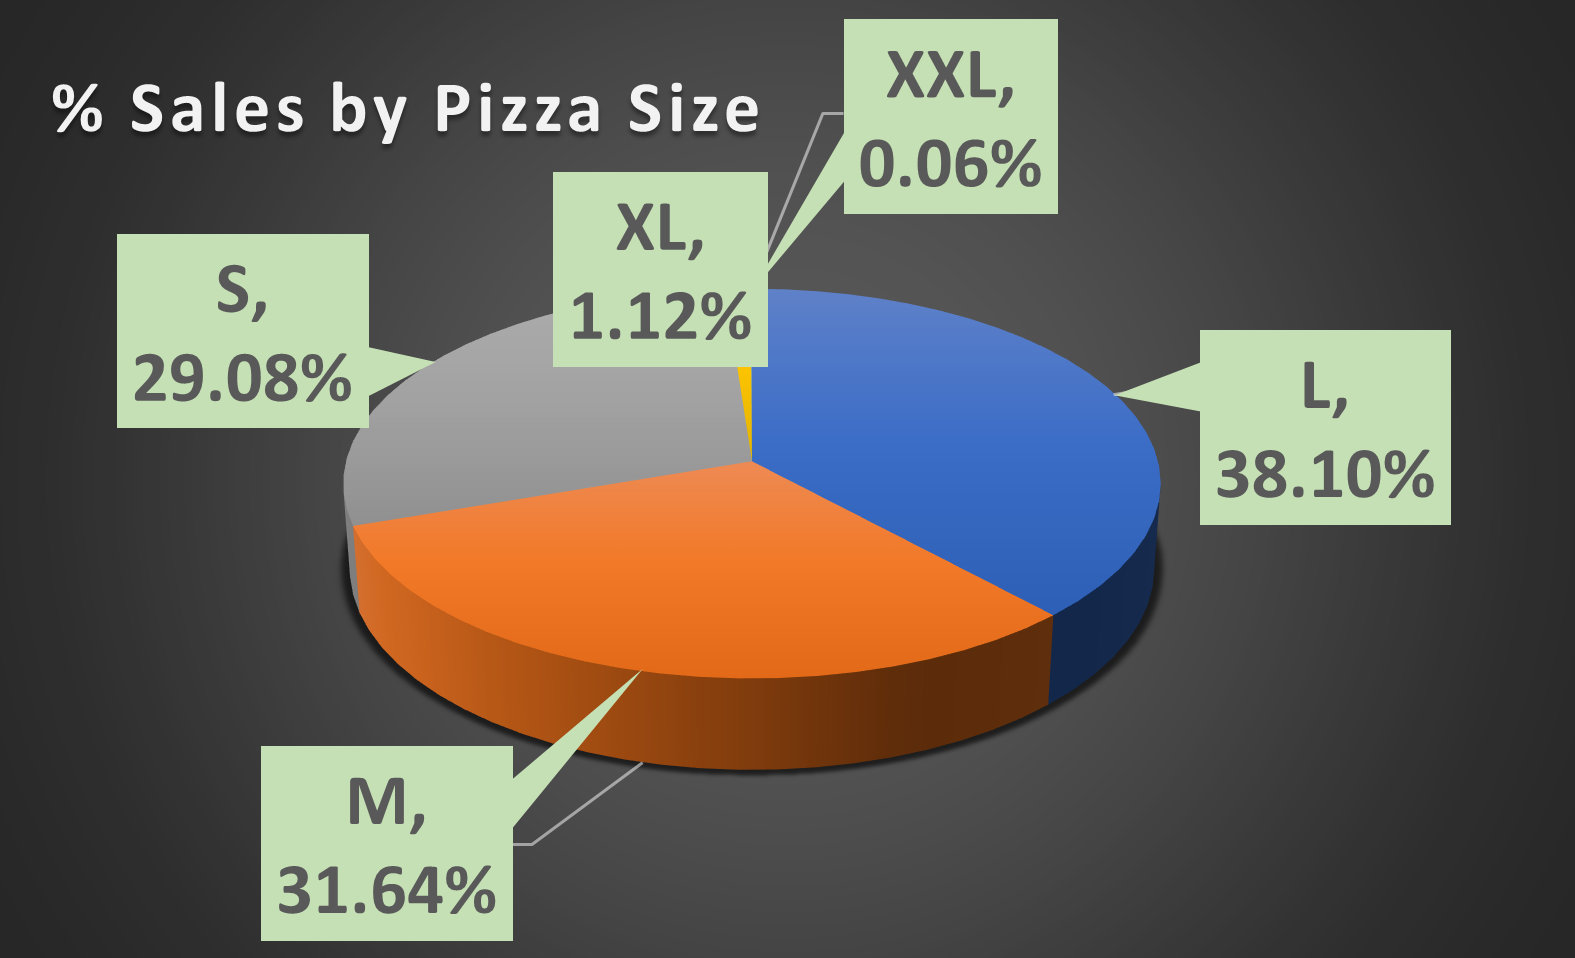 % Sales by Pizza Size
XXL,
0.06%
XL,
1.12%
S,
29.08%
L,
38.10%
M,
31.64%